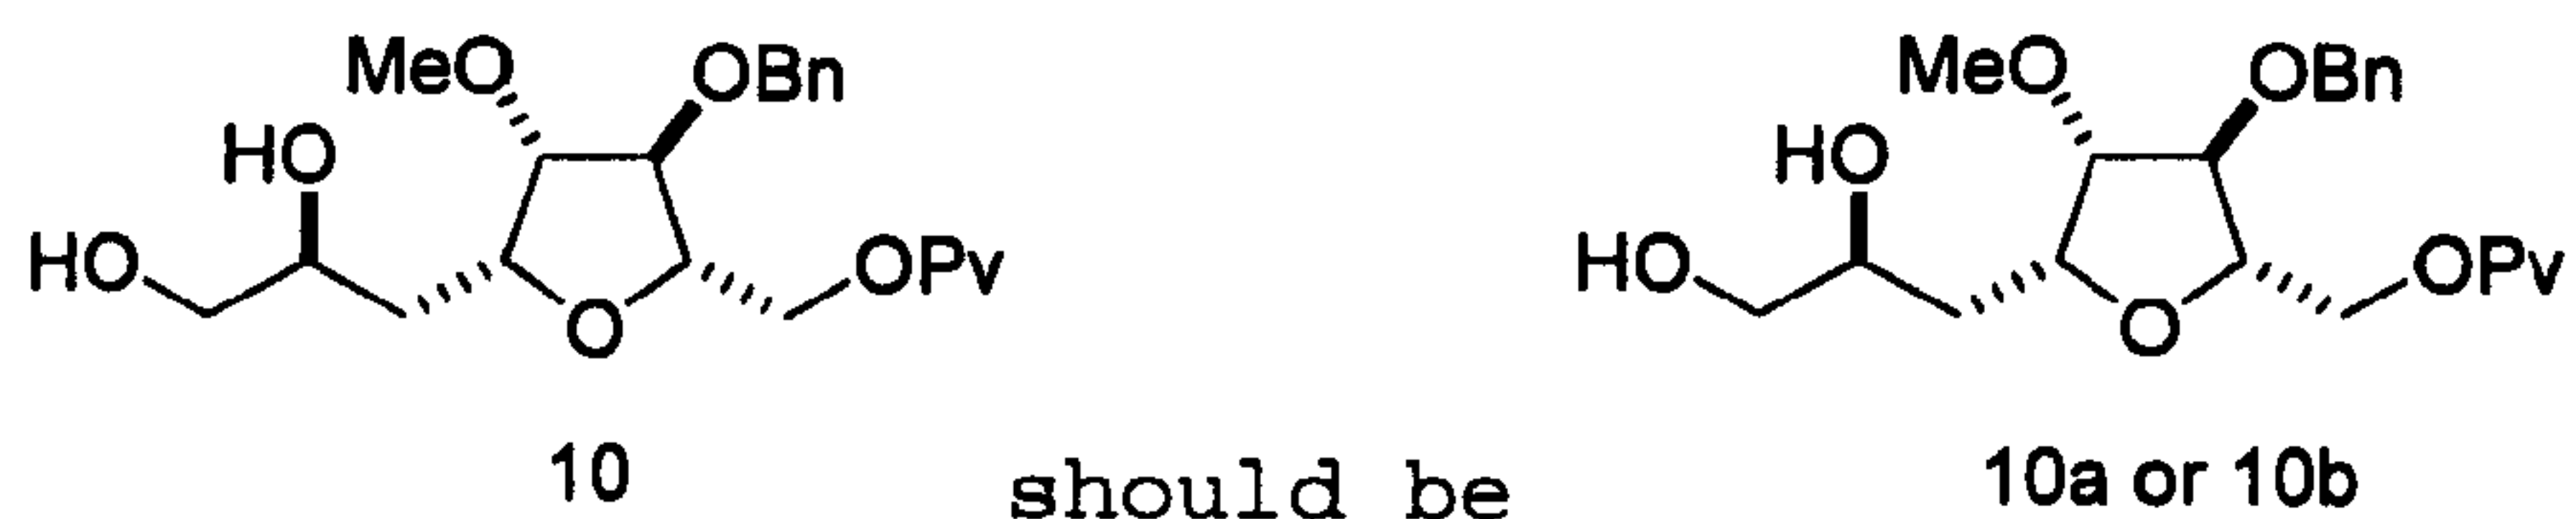 MeO OBn MeO OBn
HO HO
HO OPv HO OPv
O O
10 should be 10a or 10b